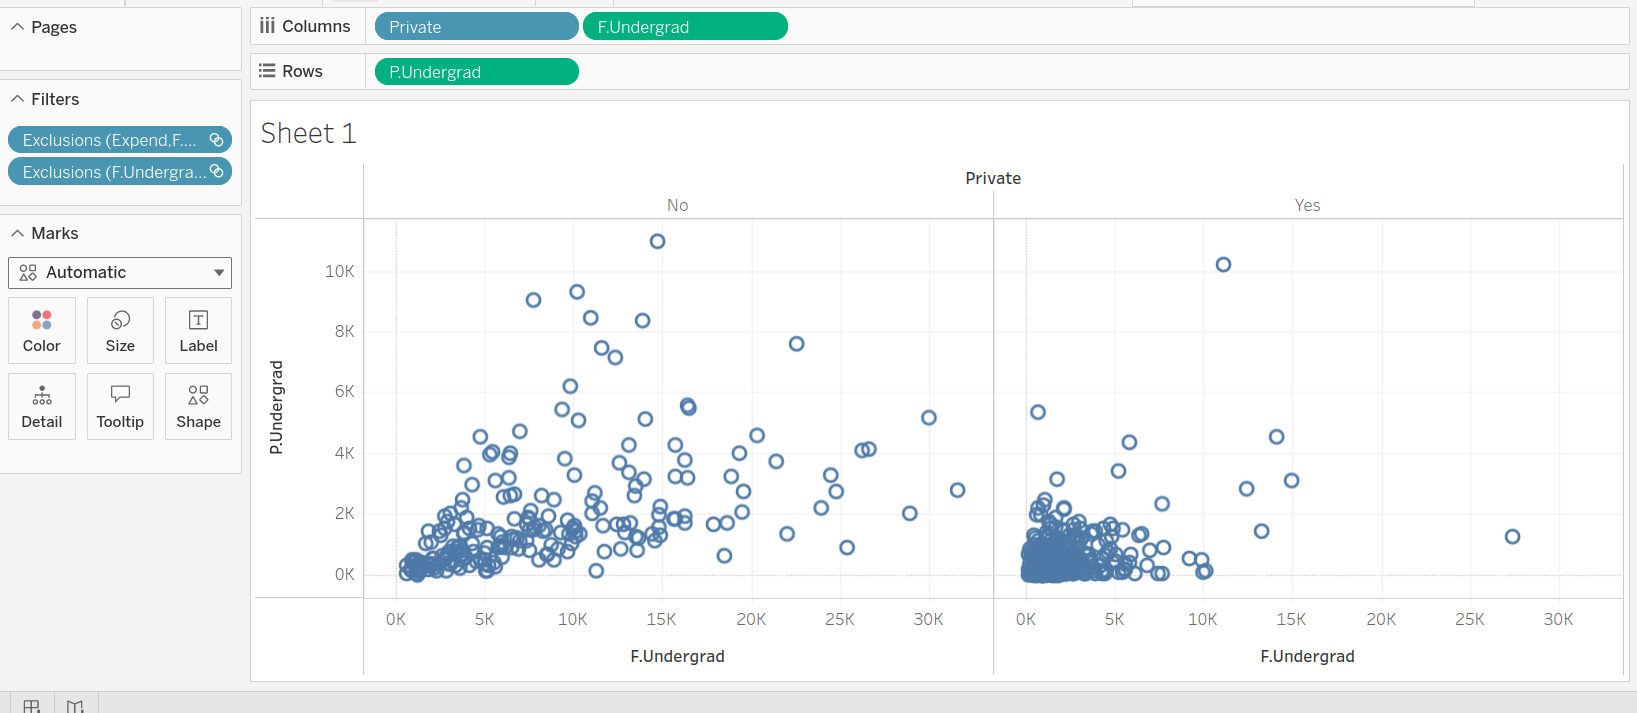 Pages
Columns Private F.Undergrad
Rows P.Undergrad
Filters
Exclusions (Expend,F....
Exclusions (F.Undergra...
Marks
Automatic
Color Size Label
Detail Tooltip Shape
Sheet 1
Private
No Yes
P.Undergrad
10K
8K
6K
4K
2K
0K
0K 5K 10K 15K 20K 25K 30K 0K 5K 10K 15K 20K 25K 30K
F.Undergrad F.Undergrad